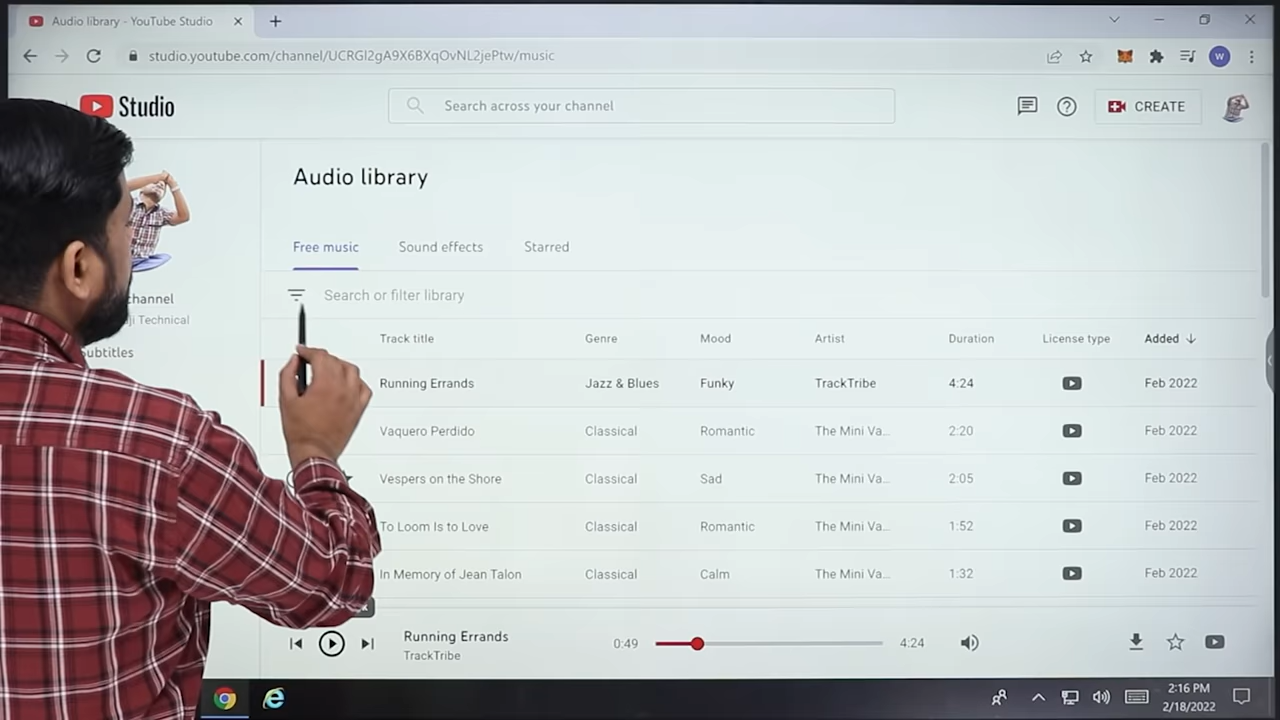 Audio library - YouTube Studio
studio.youtube.com/channel/UCRGl2gA9X6BXqOvNL2jePtw/music
W
Studio
Search across your channel
CREATE
Audio library
Free music Sound effects Starred
channel
ji Technical
Subtitles
Search or filter library
Track title Genre Mood Artist Duration License type Added
Running Errands Jazz & Blues Funky TrackTribe 4:24 Feb 2022
Vaquero Perdido Classical Romantic The Mini Va... 2:20 Feb 2022
Vespers on the Shore Classical Sad The Mini Va... 2:05 Feb 2022
To Loom Is to Love Classical Romantic The Mini Va... 1:52 Feb 2022
In Memory of Jean Talon Classical Calm The Mini Va... 1:32 Feb 2022
Running Errands
TrackTribe
0:49 4:24
2:16 PM
2/18/2022